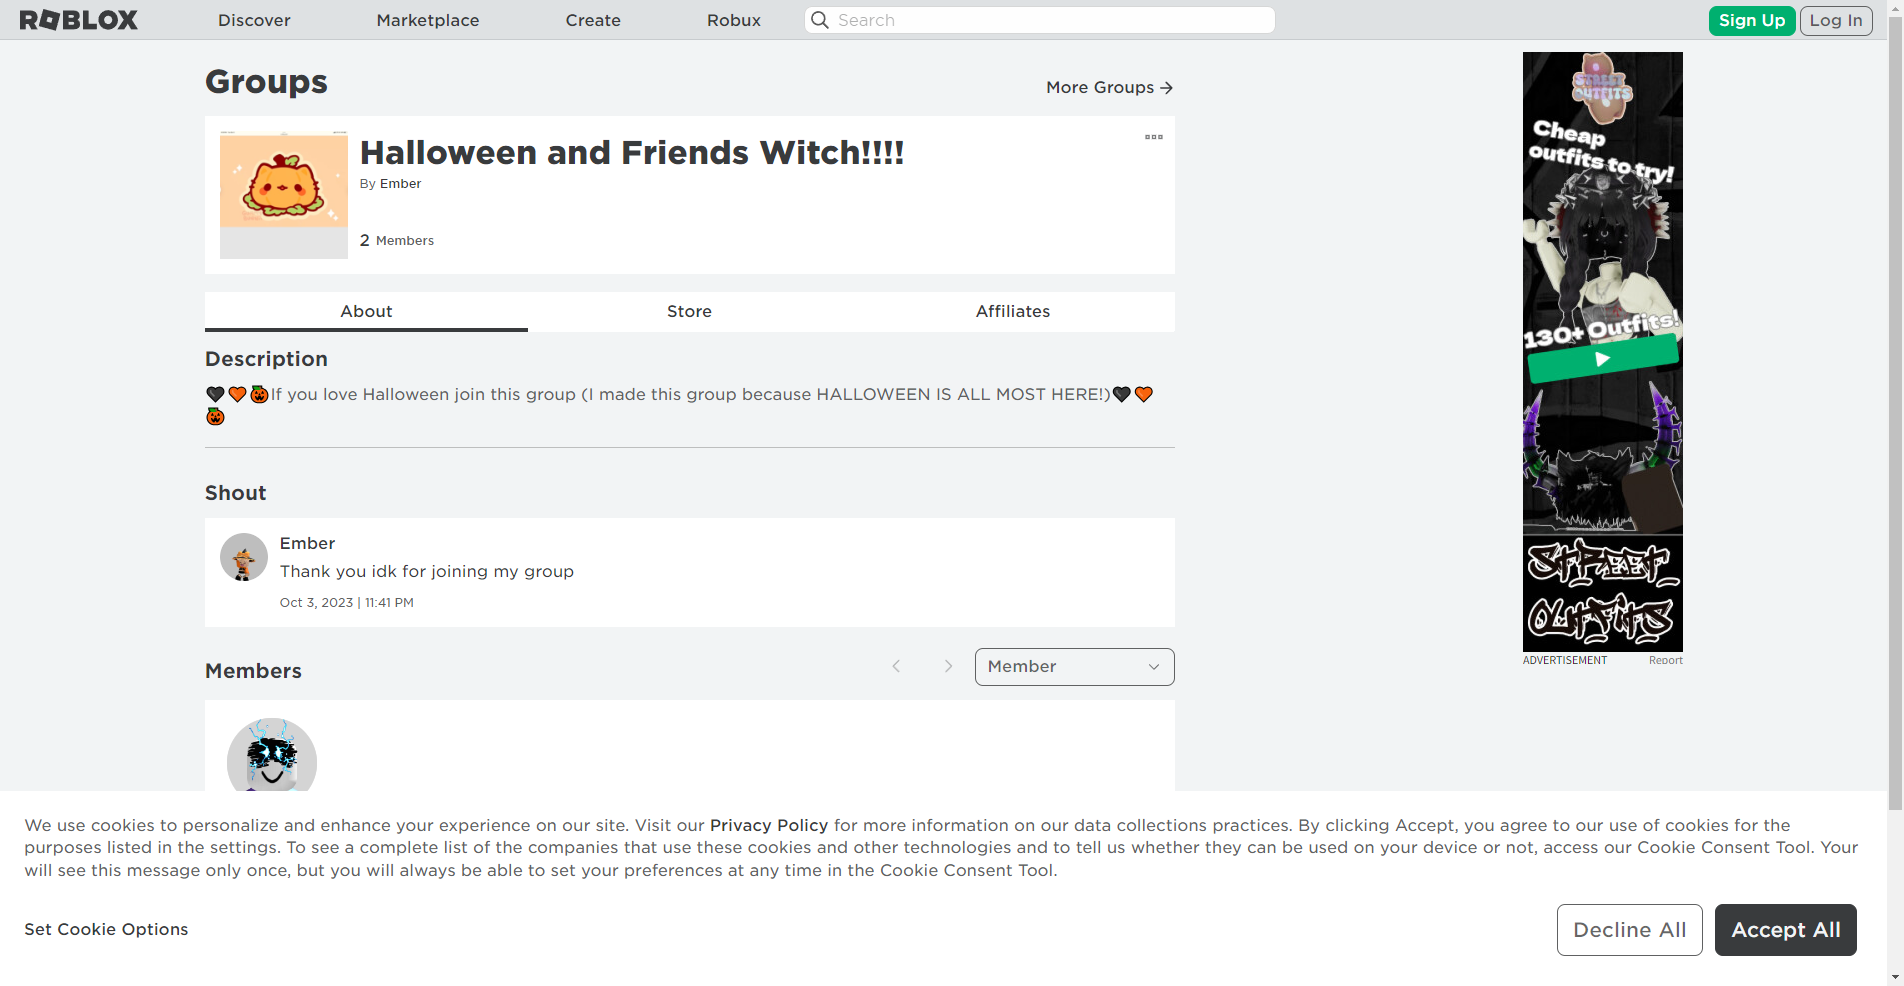 ROBLOX
Discover
Marketplace
Create
Robux
Search
Sign Up
Log In
Groups
More Groups
Halloween and Friends Witch!!!!
By Ember
2 Members
About
Store
Affiliates
Description
🖤🧡🎃If you love Halloween join this group (I made this group because HALLOWEEN IS ALL MOST HERE!)🖤🧡
🎃
Shout
Ember
Thank you idk for joining my group
Oct 3, 2023 | 11:41 PM
Members
Member
STREET
OUTFITS
Cheap
outfits to try!
130+ Outfits!
STREET
OUTFITS
ADVERTISEMENT
Report
We use cookies to personalize and enhance your experience on our site. Visit our Privacy Policy for more information on our data collections practices. By clicking Accept, you agree to our use of cookies for the
purposes listed in the settings. To see a complete list of the companies that use these cookies and other technologies and to tell us whether they can be used on your device or not, access our Cookie Consent Tool. Your
will see this message only once, but you will always be able to set your preferences at any time in the Cookie Consent Tool.
Set Cookie Options
Decline All
Accept All